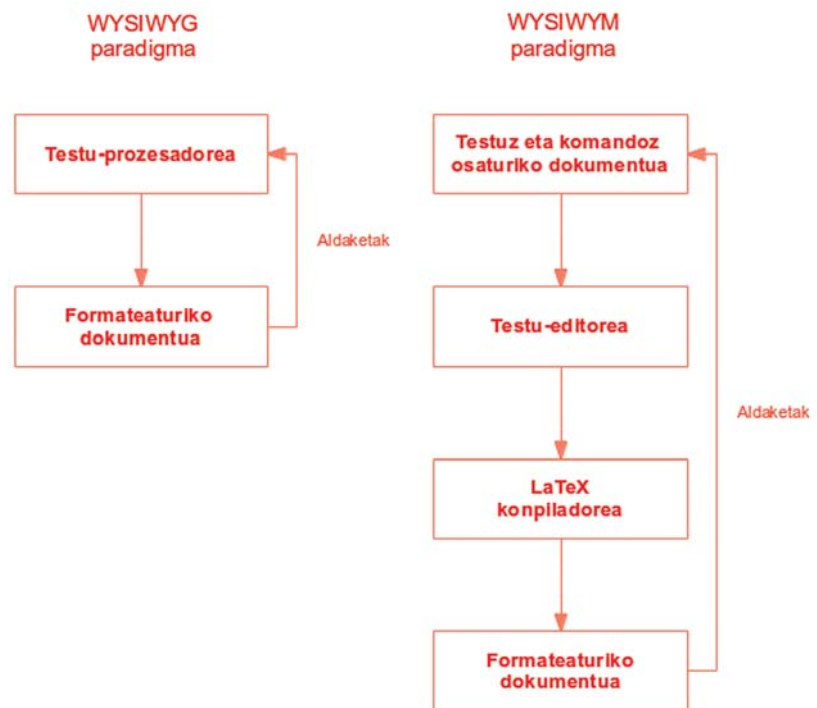 WYSIWYG
paradigma
Testu-prozesadorea
Aldaketak
Formateaturiko
dokumentua
WYSIWYM
paradigma
Testuz eta komandoz
osaturiko dokumentua
Testu-editorea
Aldaketak
LaTeX
konpiladorea
Formateaturiko
dokumentua